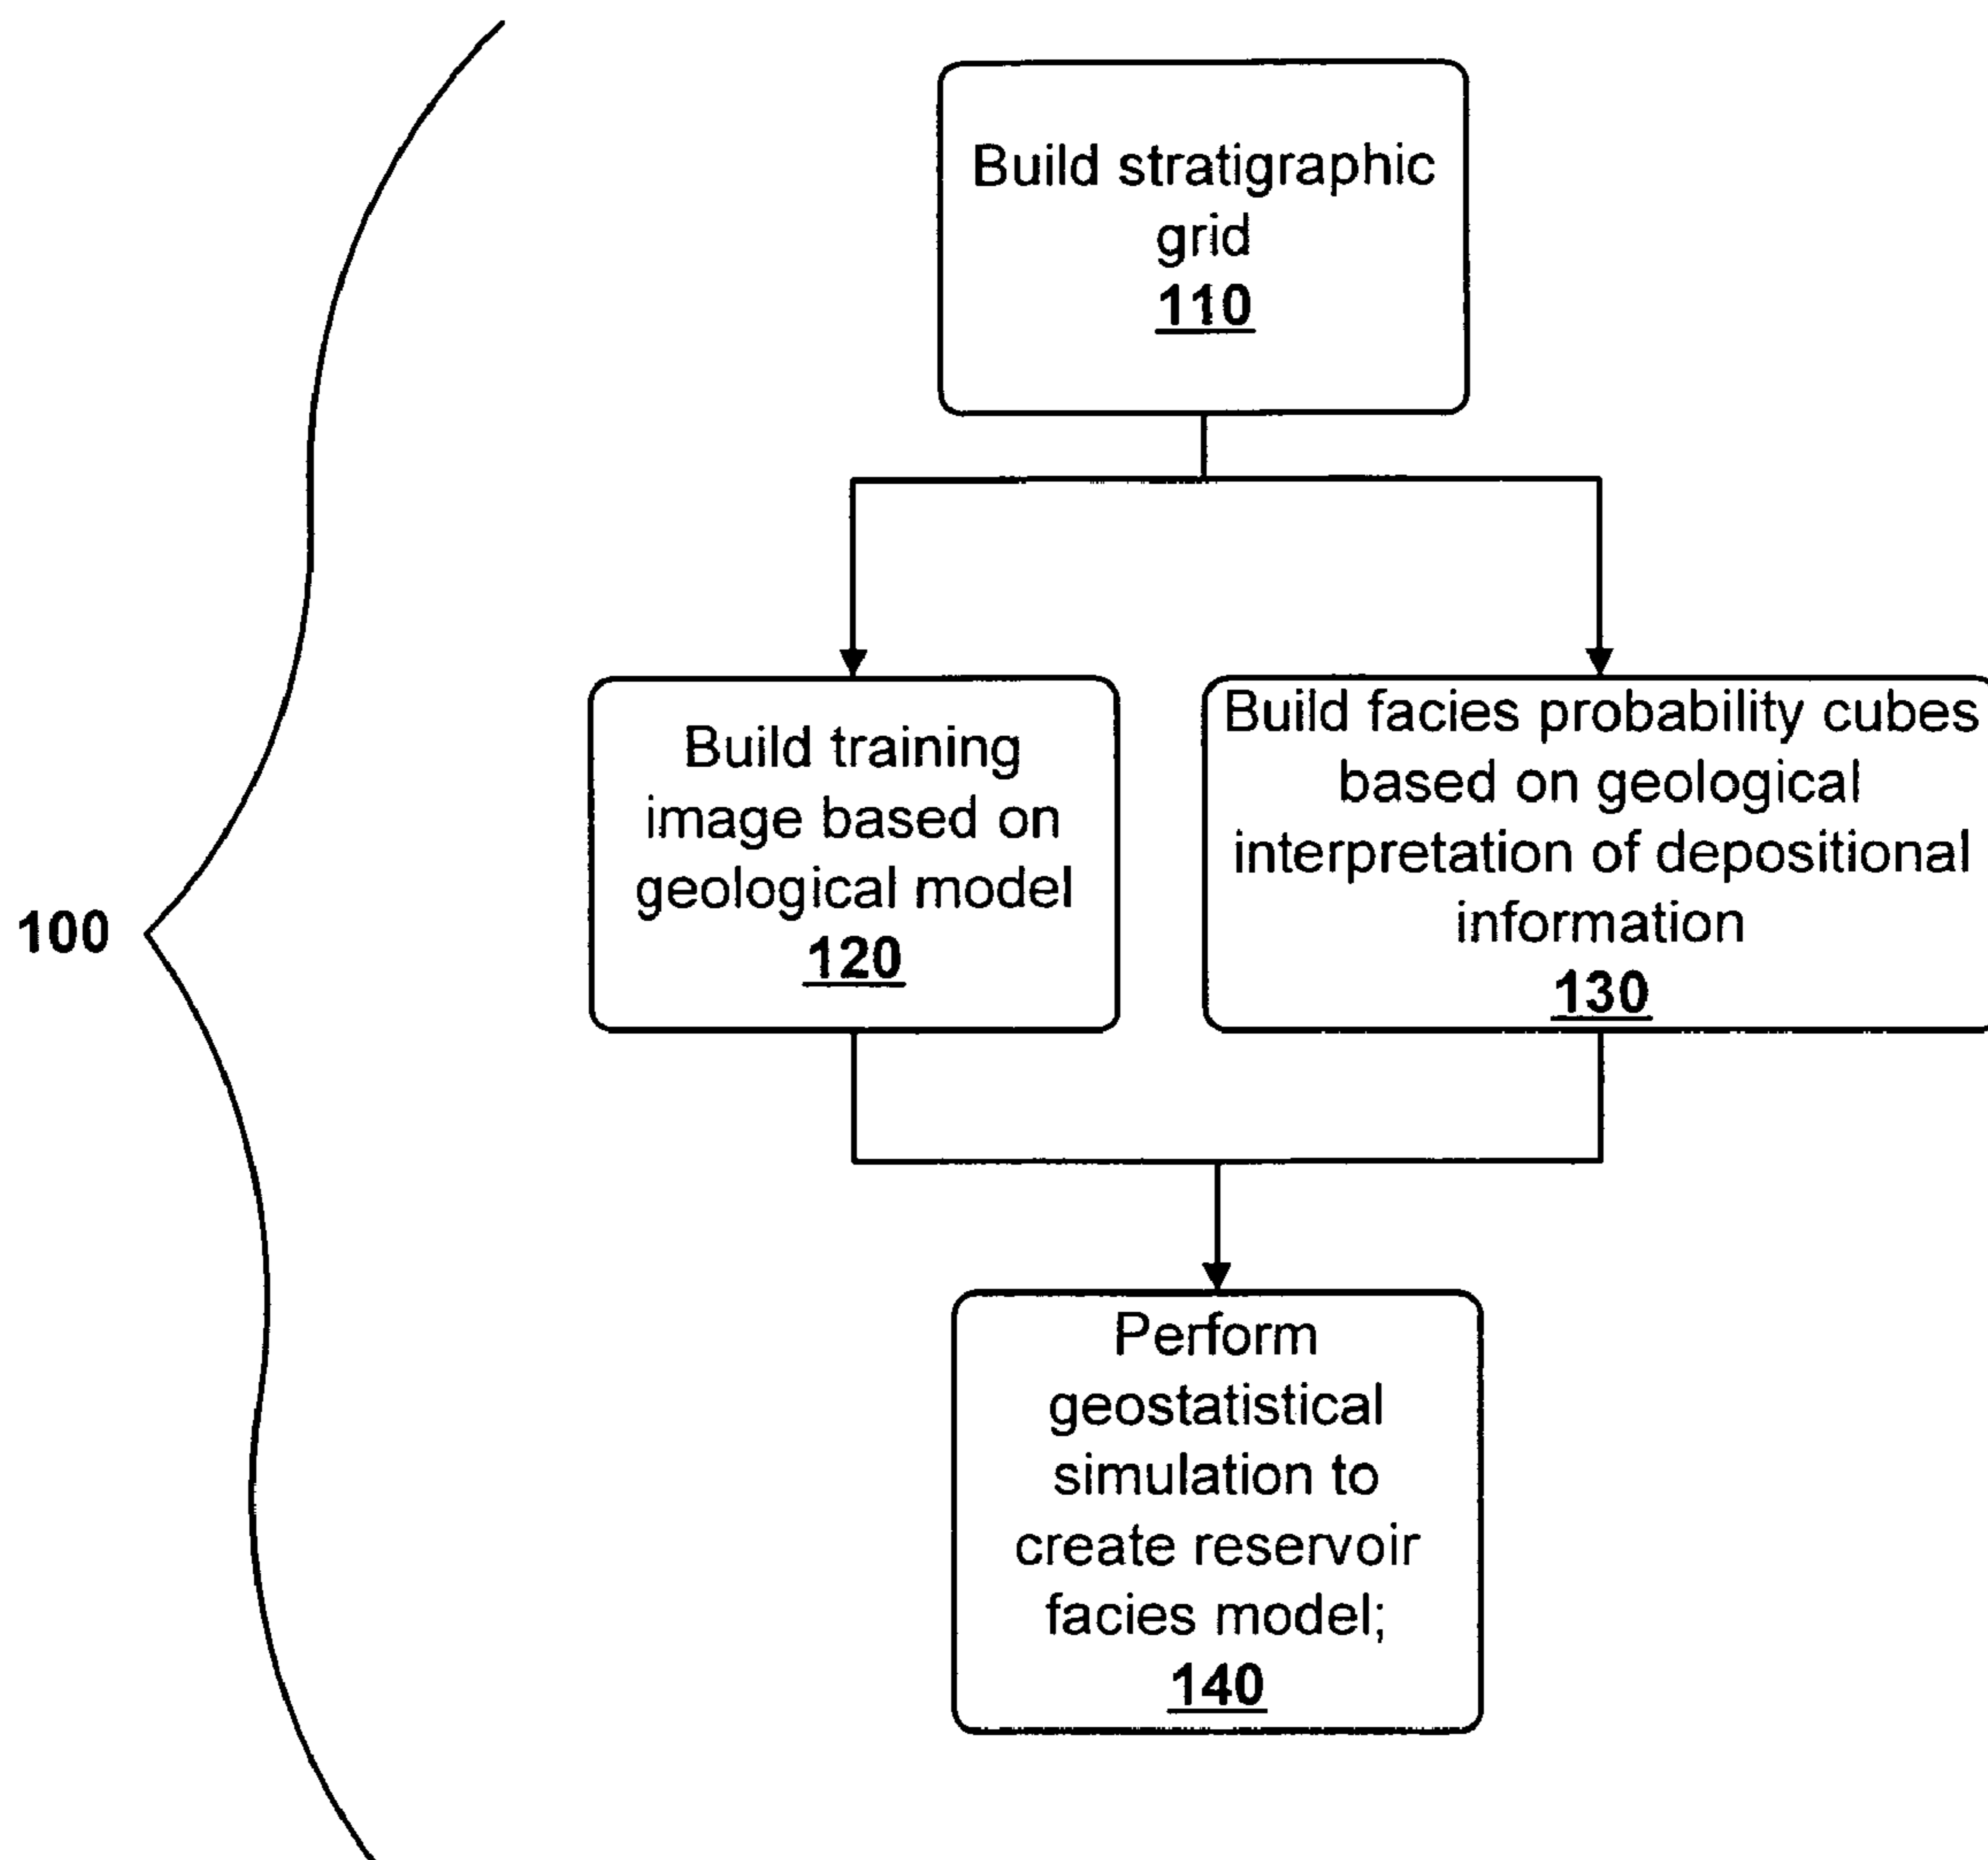 Build stratigraphic
grid
110
Build training
image based on
geological model
120
Build facies probability cubes
based on geological
interpretation of depositional
information
130
100
Perform
geostatistical
simulation to
create reservoir
facies model;
140